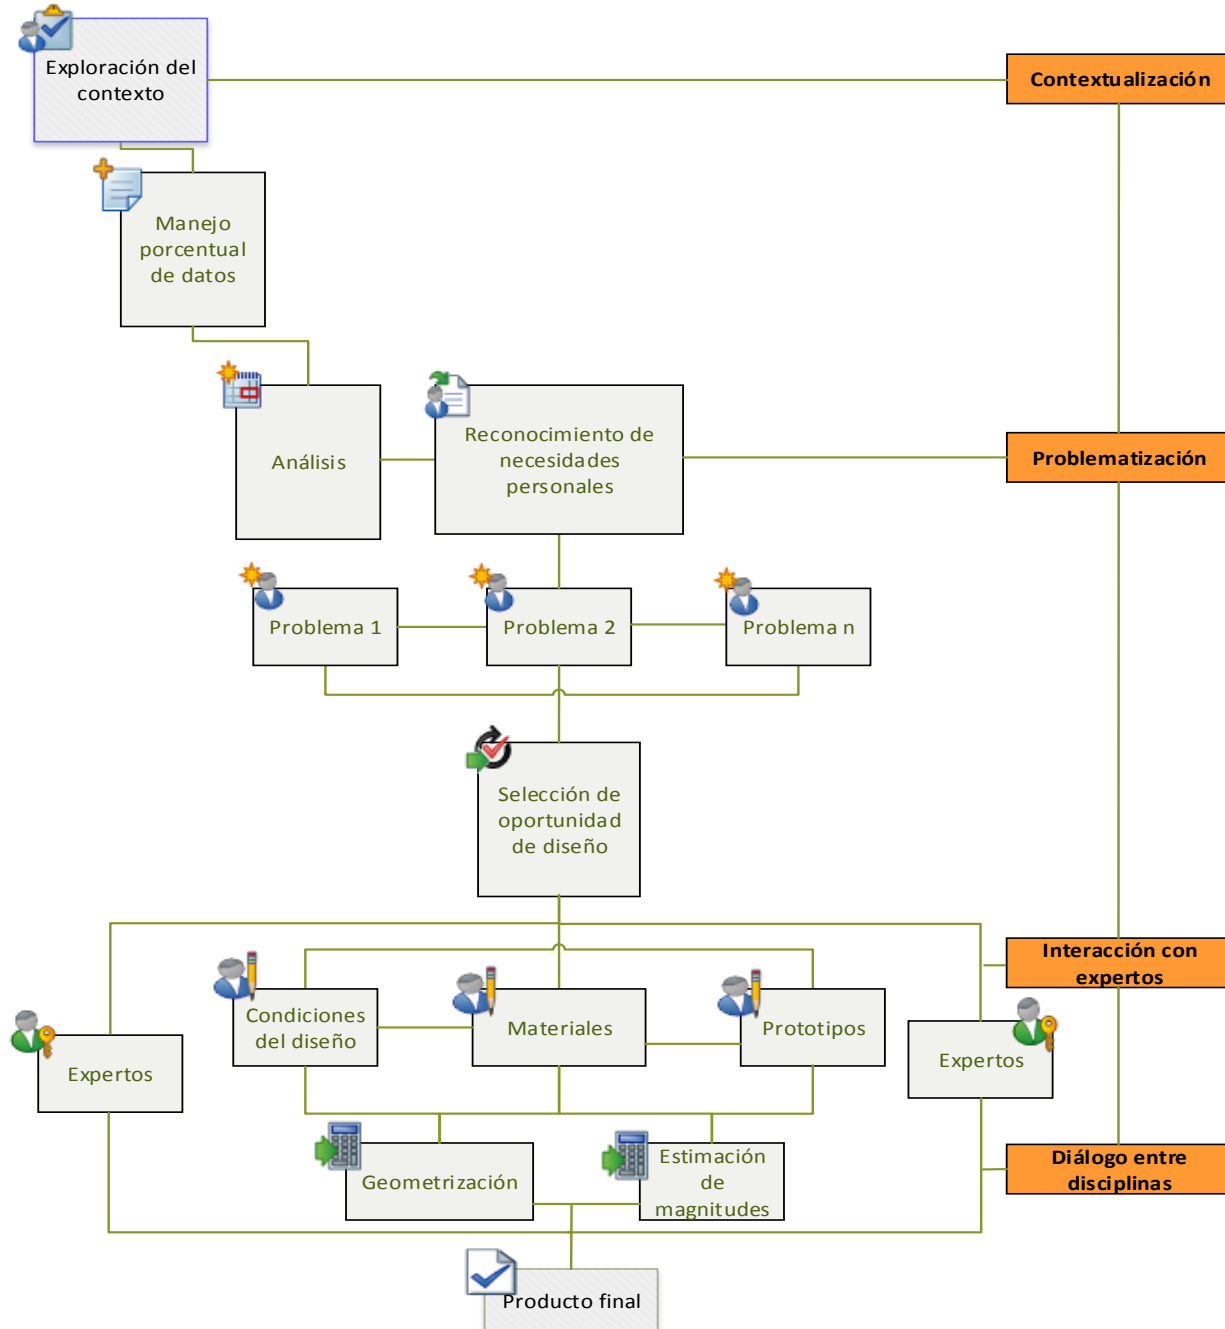 Exploración del
contexto
Contextualización
Manejo
porcentual
de datos
Análisis
Reconocimiento de
necesidades
personales
Problematización
Problema 1
Problema 2
Problema n
Selección de
oportunidad
de diseño
Interacción con
expertos
Condiciones
del diseño
Materiales
Prototipos
Expertos
Expertos
Geometrización
Estimación
de
magnitudes
Diálogo entre
disciplinas
Producto final